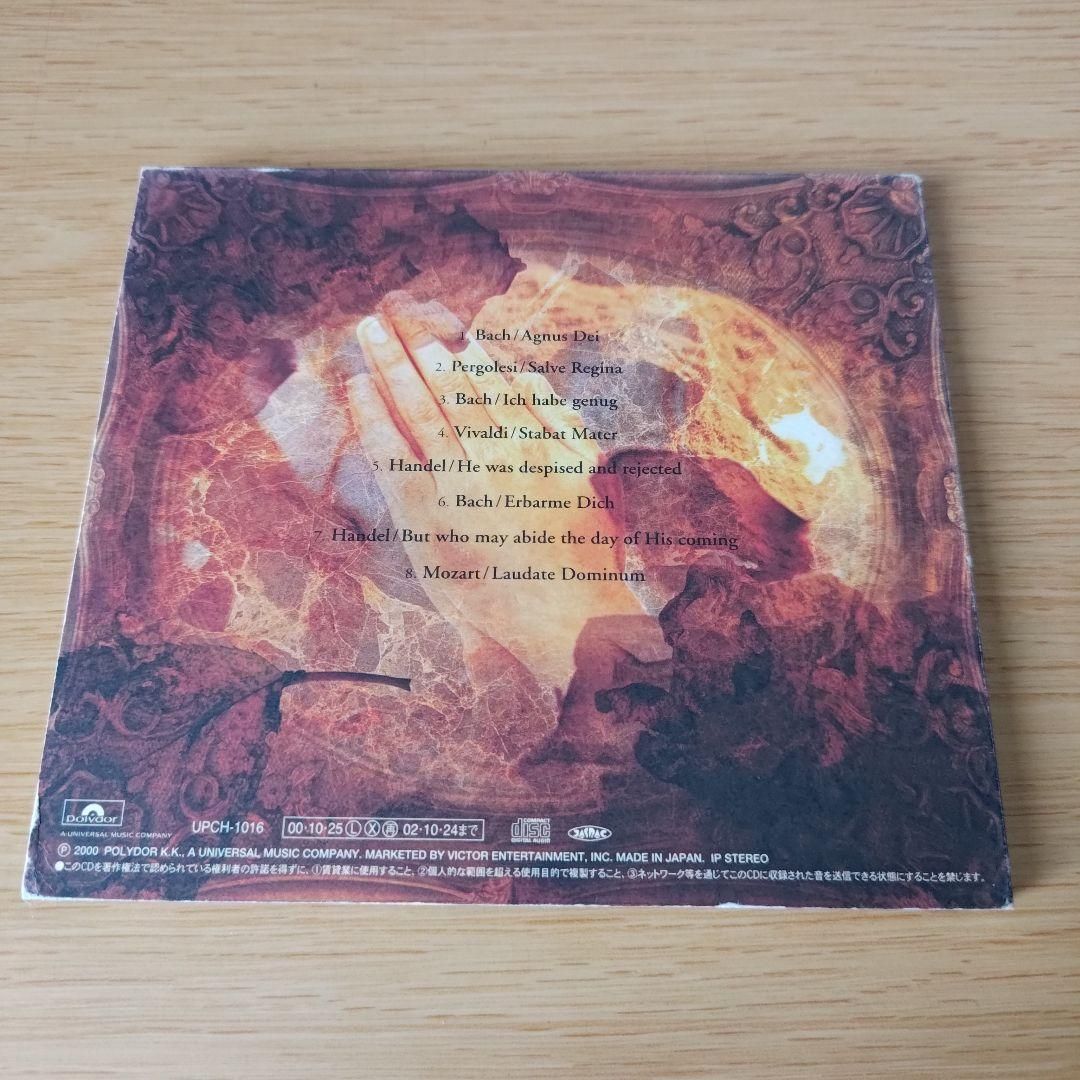 1. Bach/Agnus Dei
2. Pergolesi/Salve Regina
3. Bach/Ich habe genug
4. Vivaldi/Stabat Mater
5. Handel/He was despised and rejected
6. Bach/Erbarme Dich
7. Handel/But who may abide the day of His coming
8. Mozart/Laudate Dominum
Polydor
A UNIVERSAL MUSIC COMPANY
UPCH-1016
00・10・25 Ⓛ Ⓧ ㊢ 02・10・24まで
COMPACT disc DIGITAL AUDIO
JASRAC
Ⓟ 2000 POLYDOR K.K., A UNIVERSAL MUSIC COMPANY. MARKETED BY VICTOR ENTERTAINMENT, INC. MADE IN JAPAN. IP STEREO
●このCDを著作権法で認められている権利者の許諾を得ずに、①賃貸業に使用すること、②個人的な範囲を超える使用目的で複製すること、③ネットワーク等を通じてこのCDに収録された音を送信できる状態にすることを禁じます。